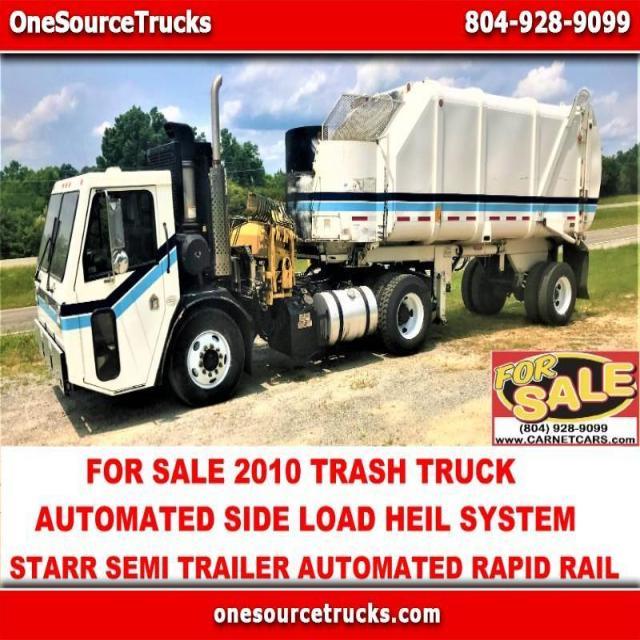 OneSourceTrucks 804-928-9099
FOR
SALE
(804) 928-9099
www.CARNETCARS.com
FOR SALE 2010 TRASH TRUCK
AUTOMATED SIDE LOAD HEIL SYSTEM
STARR SEMI TRAILER AUTOMATED RAPID RAIL
onesourcetrucks.com